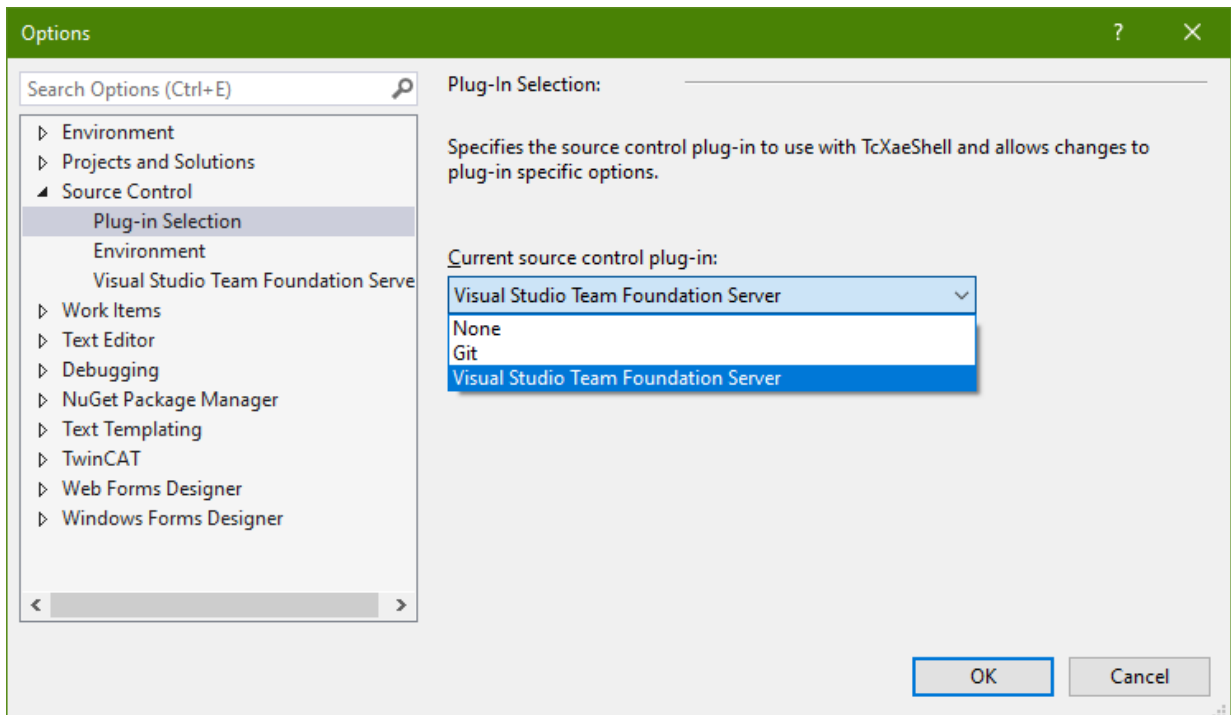 Options
Search Options (Ctrl+E)
Environment
Projects and Solutions
Source Control
Plug-in Selection
Environment
Visual Studio Team Foundation Serve
Work Items
Text Editor
Debugging
NuGet Package Manager
Text Templating
TwinCAT
Web Forms Designer
Windows Forms Designer
Plug-In Selection:
Specifies the source control plug-in to use with TcXaeShell and allows changes to
plug-in specific options.
Current source control plug-in:
Visual Studio Team Foundation Server
None
Git
Visual Studio Team Foundation Server
OK
Cancel